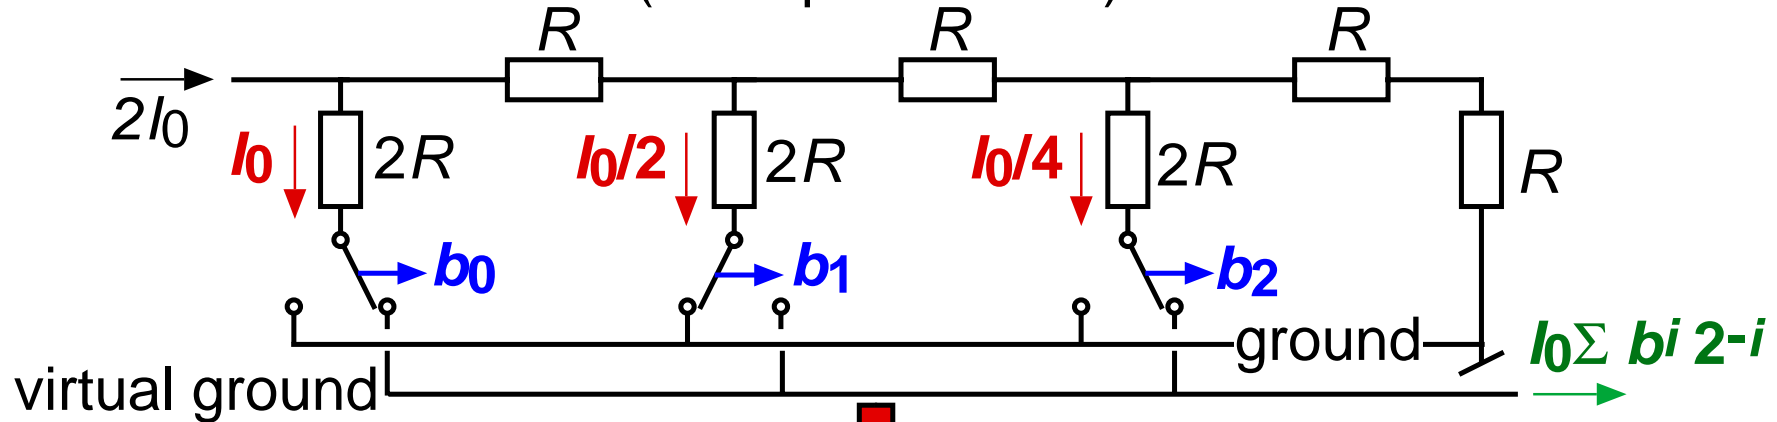 R R R
2I0 I0 2R I0/2 2R I0/4 2R R
b0 b1 b2
ground I0Σ bi 2-i
virtual ground